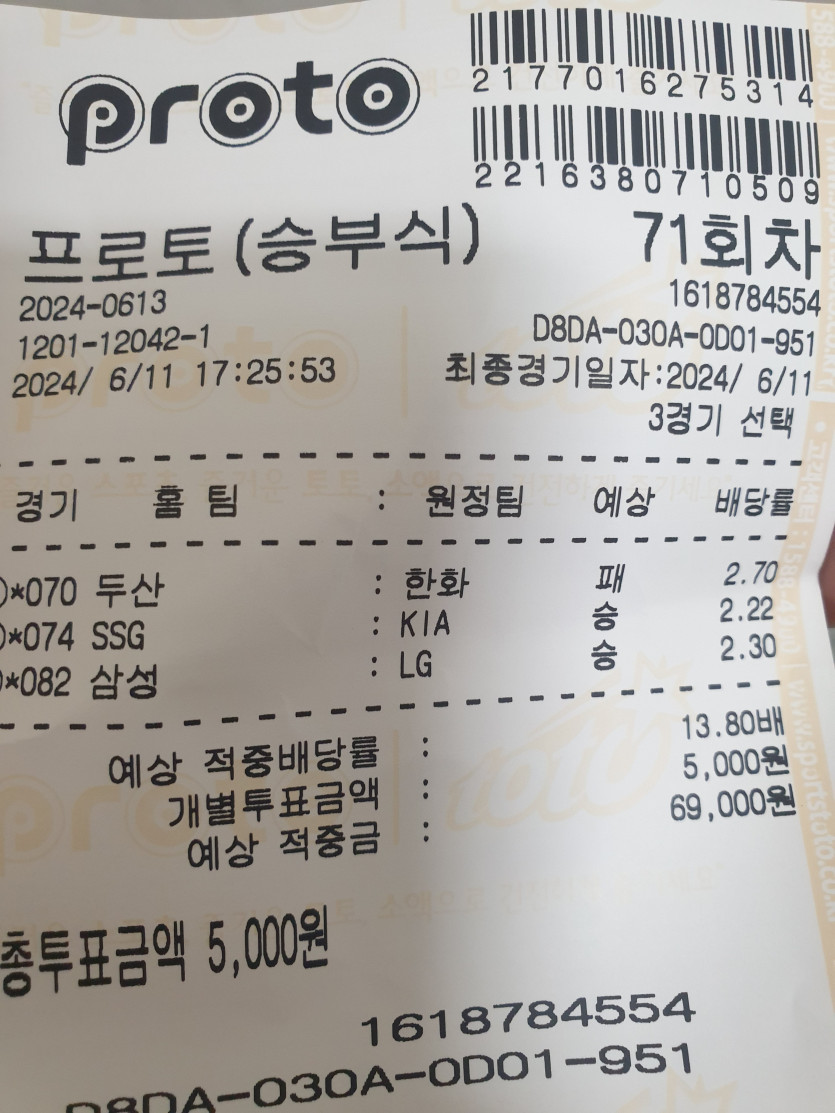 proto
2177016275314
2216380710509
프로토(승부식) 71회차
2024-0613 1618784554
1201-12042-1 D8DA-030A-0D01-951
2024/ 6/11 17:25:53 최종경기일자:2024/ 6/11
3경기 선택
경기 홈 팀 : 원정팀 예상 배당률
*070 두산 : 한화 패 2.70
*074 SSG : KIA 승 2.22
*082 삼성 : LG 승 2.30
예상 적중배당률 : 13.80배
개별투표금액 : 5,000원
예상 적중금 : 69,000원
총투표금액 5,000원
1618784554
D8DA-030A-0D01-951